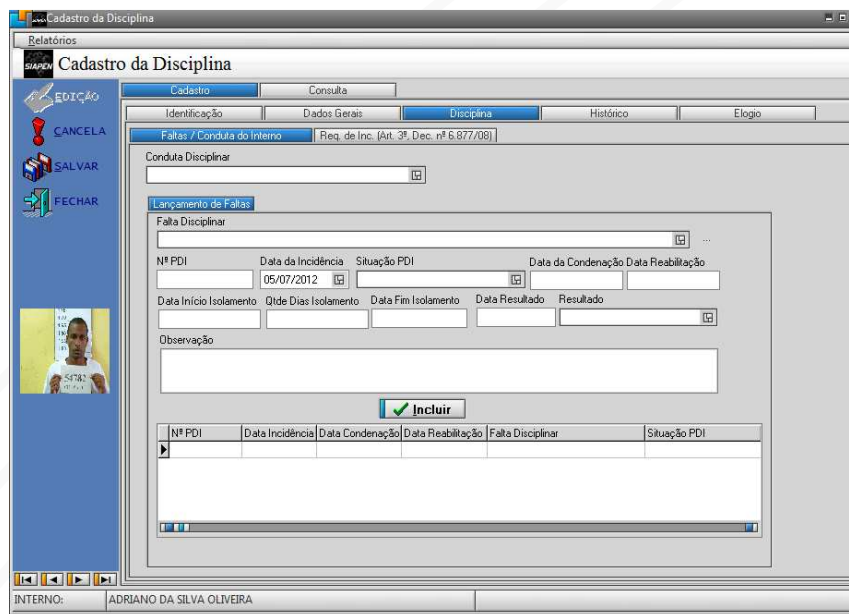 Cadastro da Disciplina
Relatórios
SIAPEN Cadastro da Disciplina
EDIÇÃO
CANCELA
SALVAR
FECHAR
Cadastro Consulta
Identificação Dados Gerais Disciplina Histórico Elogio
Faltas / Conduta do Interno Req. de Inc. (Art. 3º, Dec. nº 6.877/08)
Conduta Disciplinar
Lançamento de Faltas
Falta Disciplinar
...
Nº PDI Data da Incidência Situação PDI Data da Condenação Data Reabilitação
05/07/2012
Data Início Isolamento Qtde Dias Isolamento Data Fim Isolamento Data Resultado Resultado
Observação
Incluir
Nº PDI Data Incidência Data Condenação Data Reabilitação Falta Disciplinar Situação PDI
54782
INTERNO: ADRIANO DA SILVA OLIVEIRA